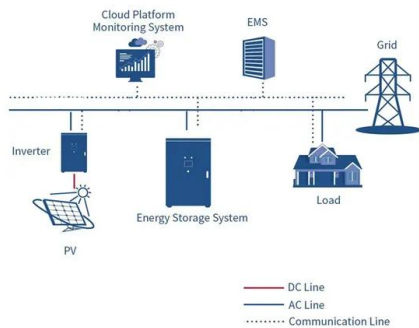 Cloud Platform
Monitoring System
EMS
Grid
Inverter
Energy Storage System
Load
PV
DC Line
AC Line
Communication Line